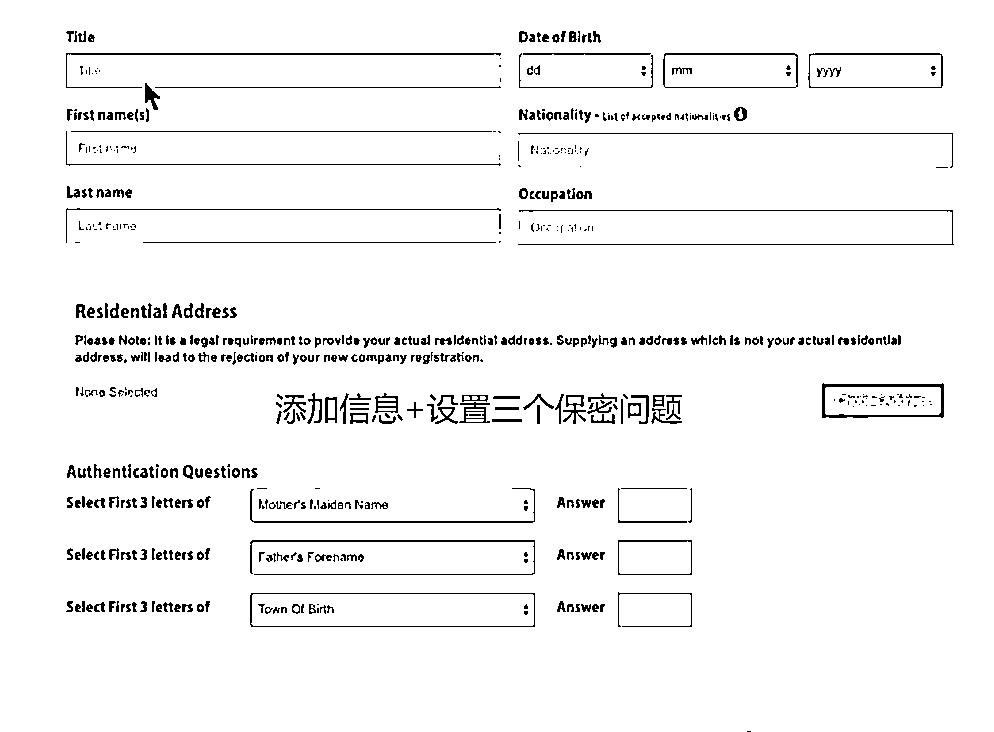 Title
Date of Birth
Title
dd
mm
yyyy
First name(s)
Nationality - List of accepted nationalities
First name
Nationality
Last name
Occupation
Last name
Occupation
Residential Address
Please Note: It is a legal requirement to provide your actual residential address. Supplying an address which is not your actual residential
address, will lead to the rejection of your new company registration.
None Selected
添加信息+设置三个保密问题
Authentication Questions
Select First 3 letters of
Mother's Maiden Name
Answer
Select First 3 letters of
Father's Forename
Answer
Select First 3 letters of
Town Of Birth
Answer